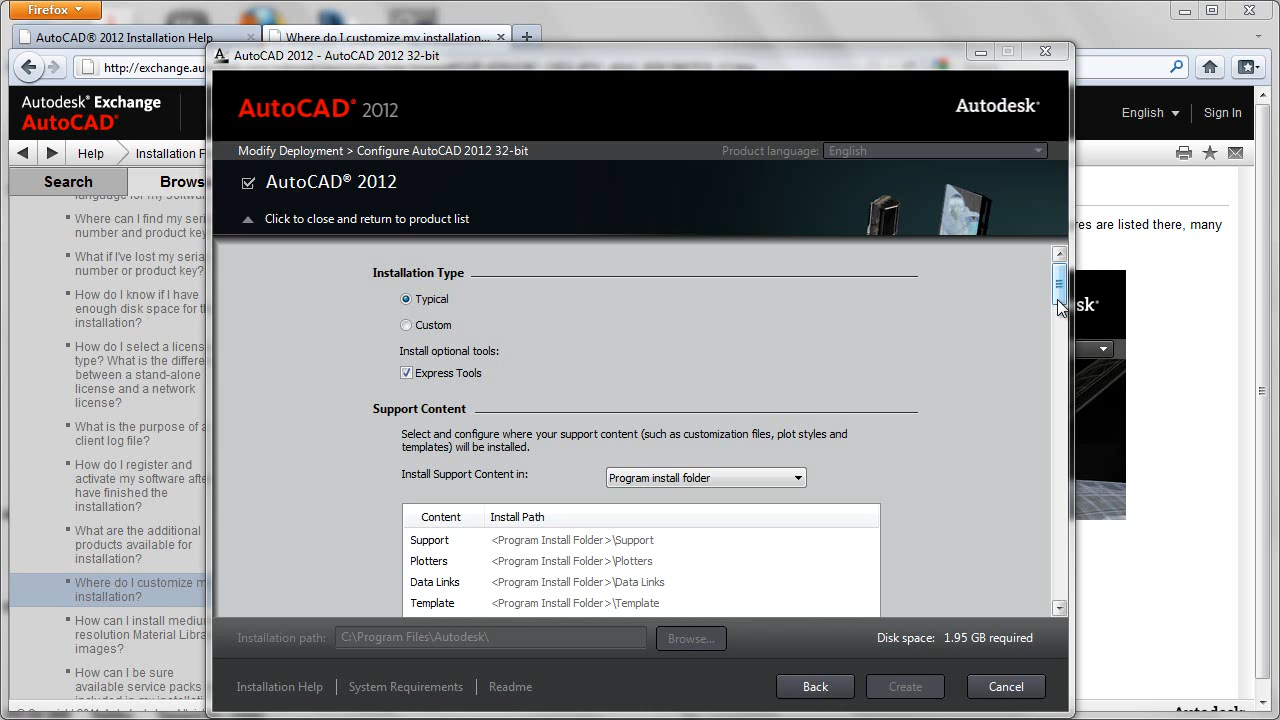 Firefox
AutoCAD® 2012 Installation Help
Where do I customize my installation...
AutoCAD 2012 - AutoCAD 2012 32-bit
http://exchange.au
Autodesk® Exchange
AutoCAD®
English
Sign In
AutoCAD® 2012
Autodesk®
Help
Installation F
Modify Deployment > Configure AutoCAD 2012 32-bit
Product language:
English
Search
Brows
AutoCAD® 2012
Click to close and return to product list
Where can I find my seri
number and product key
What if I've lost my seria
number or product key?
How do I know if I have
enough disk space for th
installation?
How do I select a licens
type? What is the differe
between a stand-alone
license and a network
license?
What is the purpose of a
client log file?
How do I register and
activate my software afte
have finished the
installation?
What are the additional
products available for
installation?
Where do I customize m
installation?
How can I install mediu
resolution Material Libra
images?
How can I be sure
available service packs
res are listed there, many
sk®
Installation Type
Typical
Custom
Install optional tools:
Express Tools
Support Content
Select and configure where your support content (such as customization files, plot styles and
templates) will be installed.
Install Support Content in:
Program install folder
Content
Install Path
Support
<Program Install Folder>\Support
Plotters
<Program Install Folder>\Plotters
Data Links
<Program Install Folder>\Data Links
Template
<Program Install Folder>\Template
Installation path:
C:\Program Files\Autodesk\
Browse...
Disk space: 1.95 GB required
Installation Help
System Requirements
Readme
Back
Create
Cancel